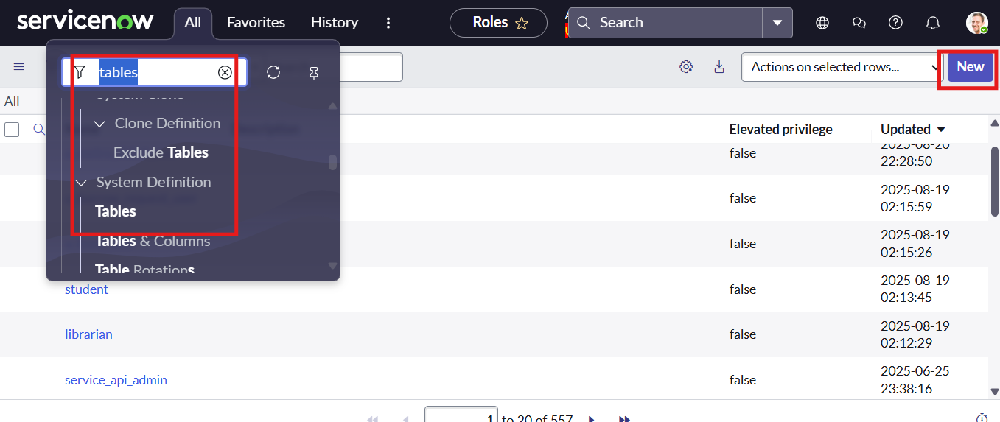 servicenow All Favorites History Roles Search
tables Actions on selected rows... New
All
System Clone
Clone Definition
Exclude Tables
System Definition
Tables
Tables & Columns
Table Rotations
Elevated privilege Updated
false 2025-08-20
22:28:50
false 2025-08-19
02:15:59
false 2025-08-19
02:15:26
student false 2025-08-19
02:13:45
librarian false 2025-08-19
02:12:29
service_api_admin false 2025-06-25
23:38:16
1 to 20 of 557